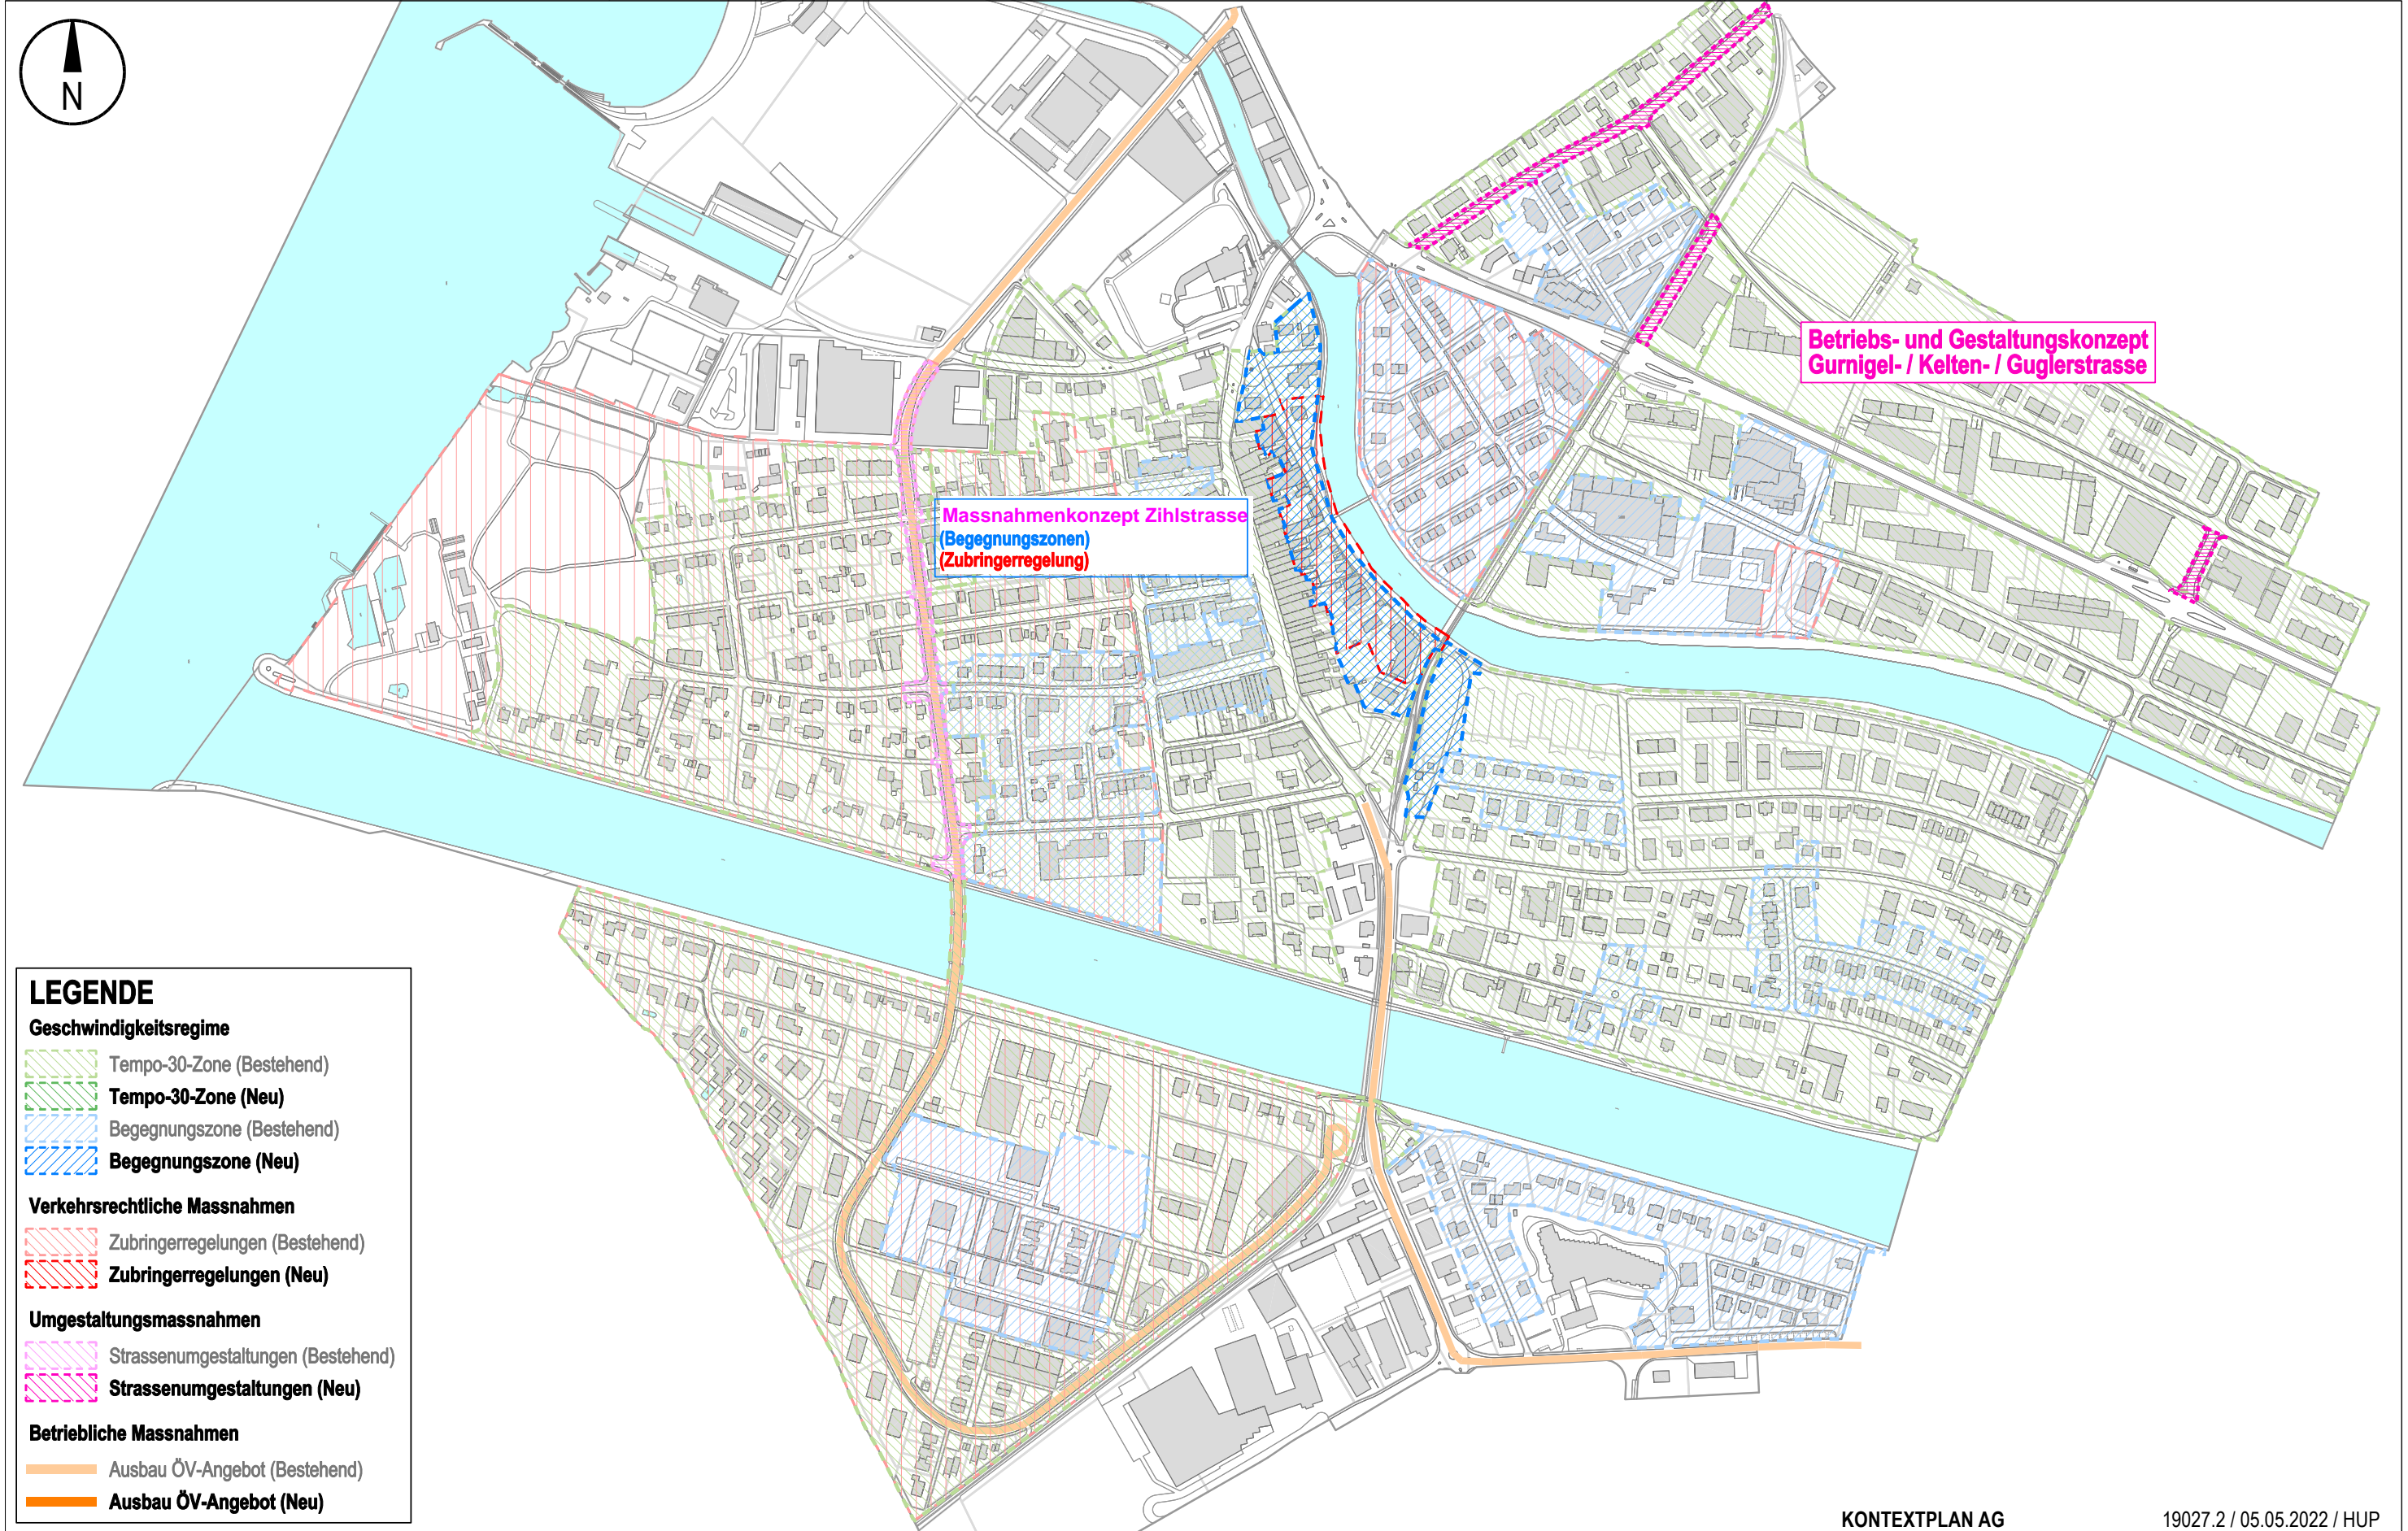 N
Betriebs- und Gestaltungskonzept
Gurnigel- / Kelten- / Guglerstrasse
Massnahmenkonzept Zihlstrasse
(Begegnungszonen)
(Zubringerregelung)
LEGENDE
Geschwindigkeitsregime
Tempo-30-Zone (Bestehend)
Tempo-30-Zone (Neu)
Begegnungszone (Bestehend)
Begegnungszone (Neu)
Verkehrsrechtliche Massnahmen
Zubringerregelungen (Bestehend)
Zubringerregelungen (Neu)
Umgestaltungsmassnahmen
Strassenumgestaltungen (Bestehend)
Strassenumgestaltungen (Neu)
Betriebliche Massnahmen
Ausbau ÖV-Angebot (Bestehend)
Ausbau ÖV-Angebot (Neu)
KONTEXTPLAN AG
19027.2 / 05.05.2022 / HUP